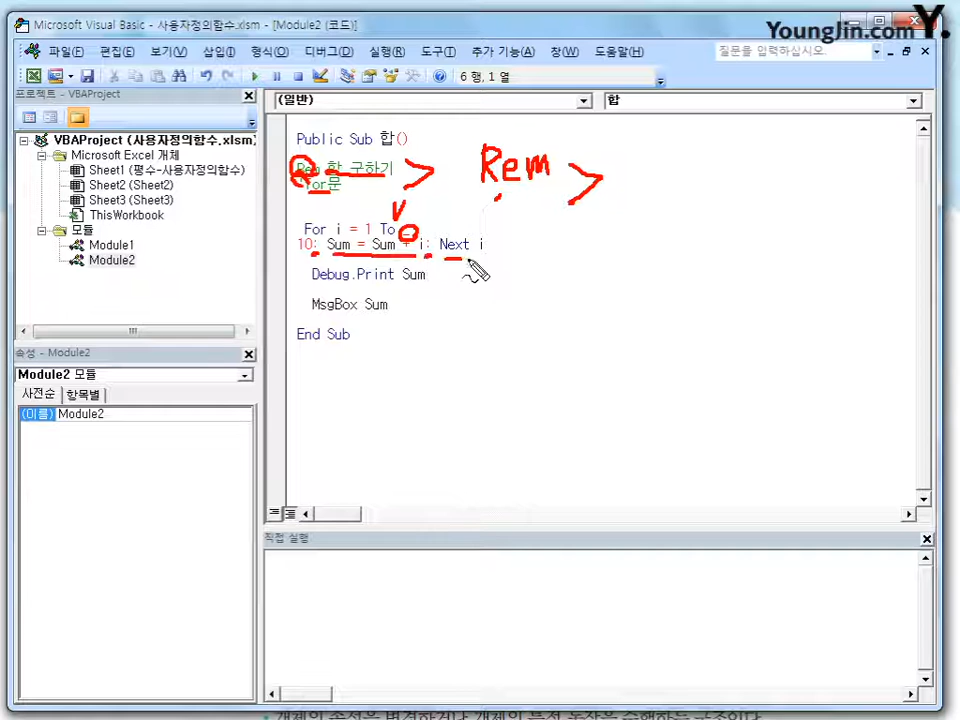 Microsoft Visual Basic - 사용자정의함수.xlsm - [Module2 (코드)]
Younglin.com Y.
파일(F) 편집(E) 보기(V) 삽입(I) 형식(O) 디버그(D) 실행(R) 도구(T) 추가 기능(A) 창(W) 도움말(H) 질문을 입력하십시오.
6 행, 1 열
프로젝트 - VBAProject
(일반) 합
VBAProject (사용자정의함수.xlsm)
Microsoft Excel 개체
Sheet1 (평수-사용자정의함수)
Sheet2 (Sheet2)
Sheet3 (Sheet3)
ThisWorkbook
모듈
Module1
Module2
Public Sub 합()
Rem 합 구하기
For문
Rem
For i = 1 To _
10: Sum = Sum + i: Next i
Debug.Print Sum
MsgBox Sum
End Sub
속성 - Module2
Module2 모듈
사전순 항목별
(이름) Module2
직접 실행